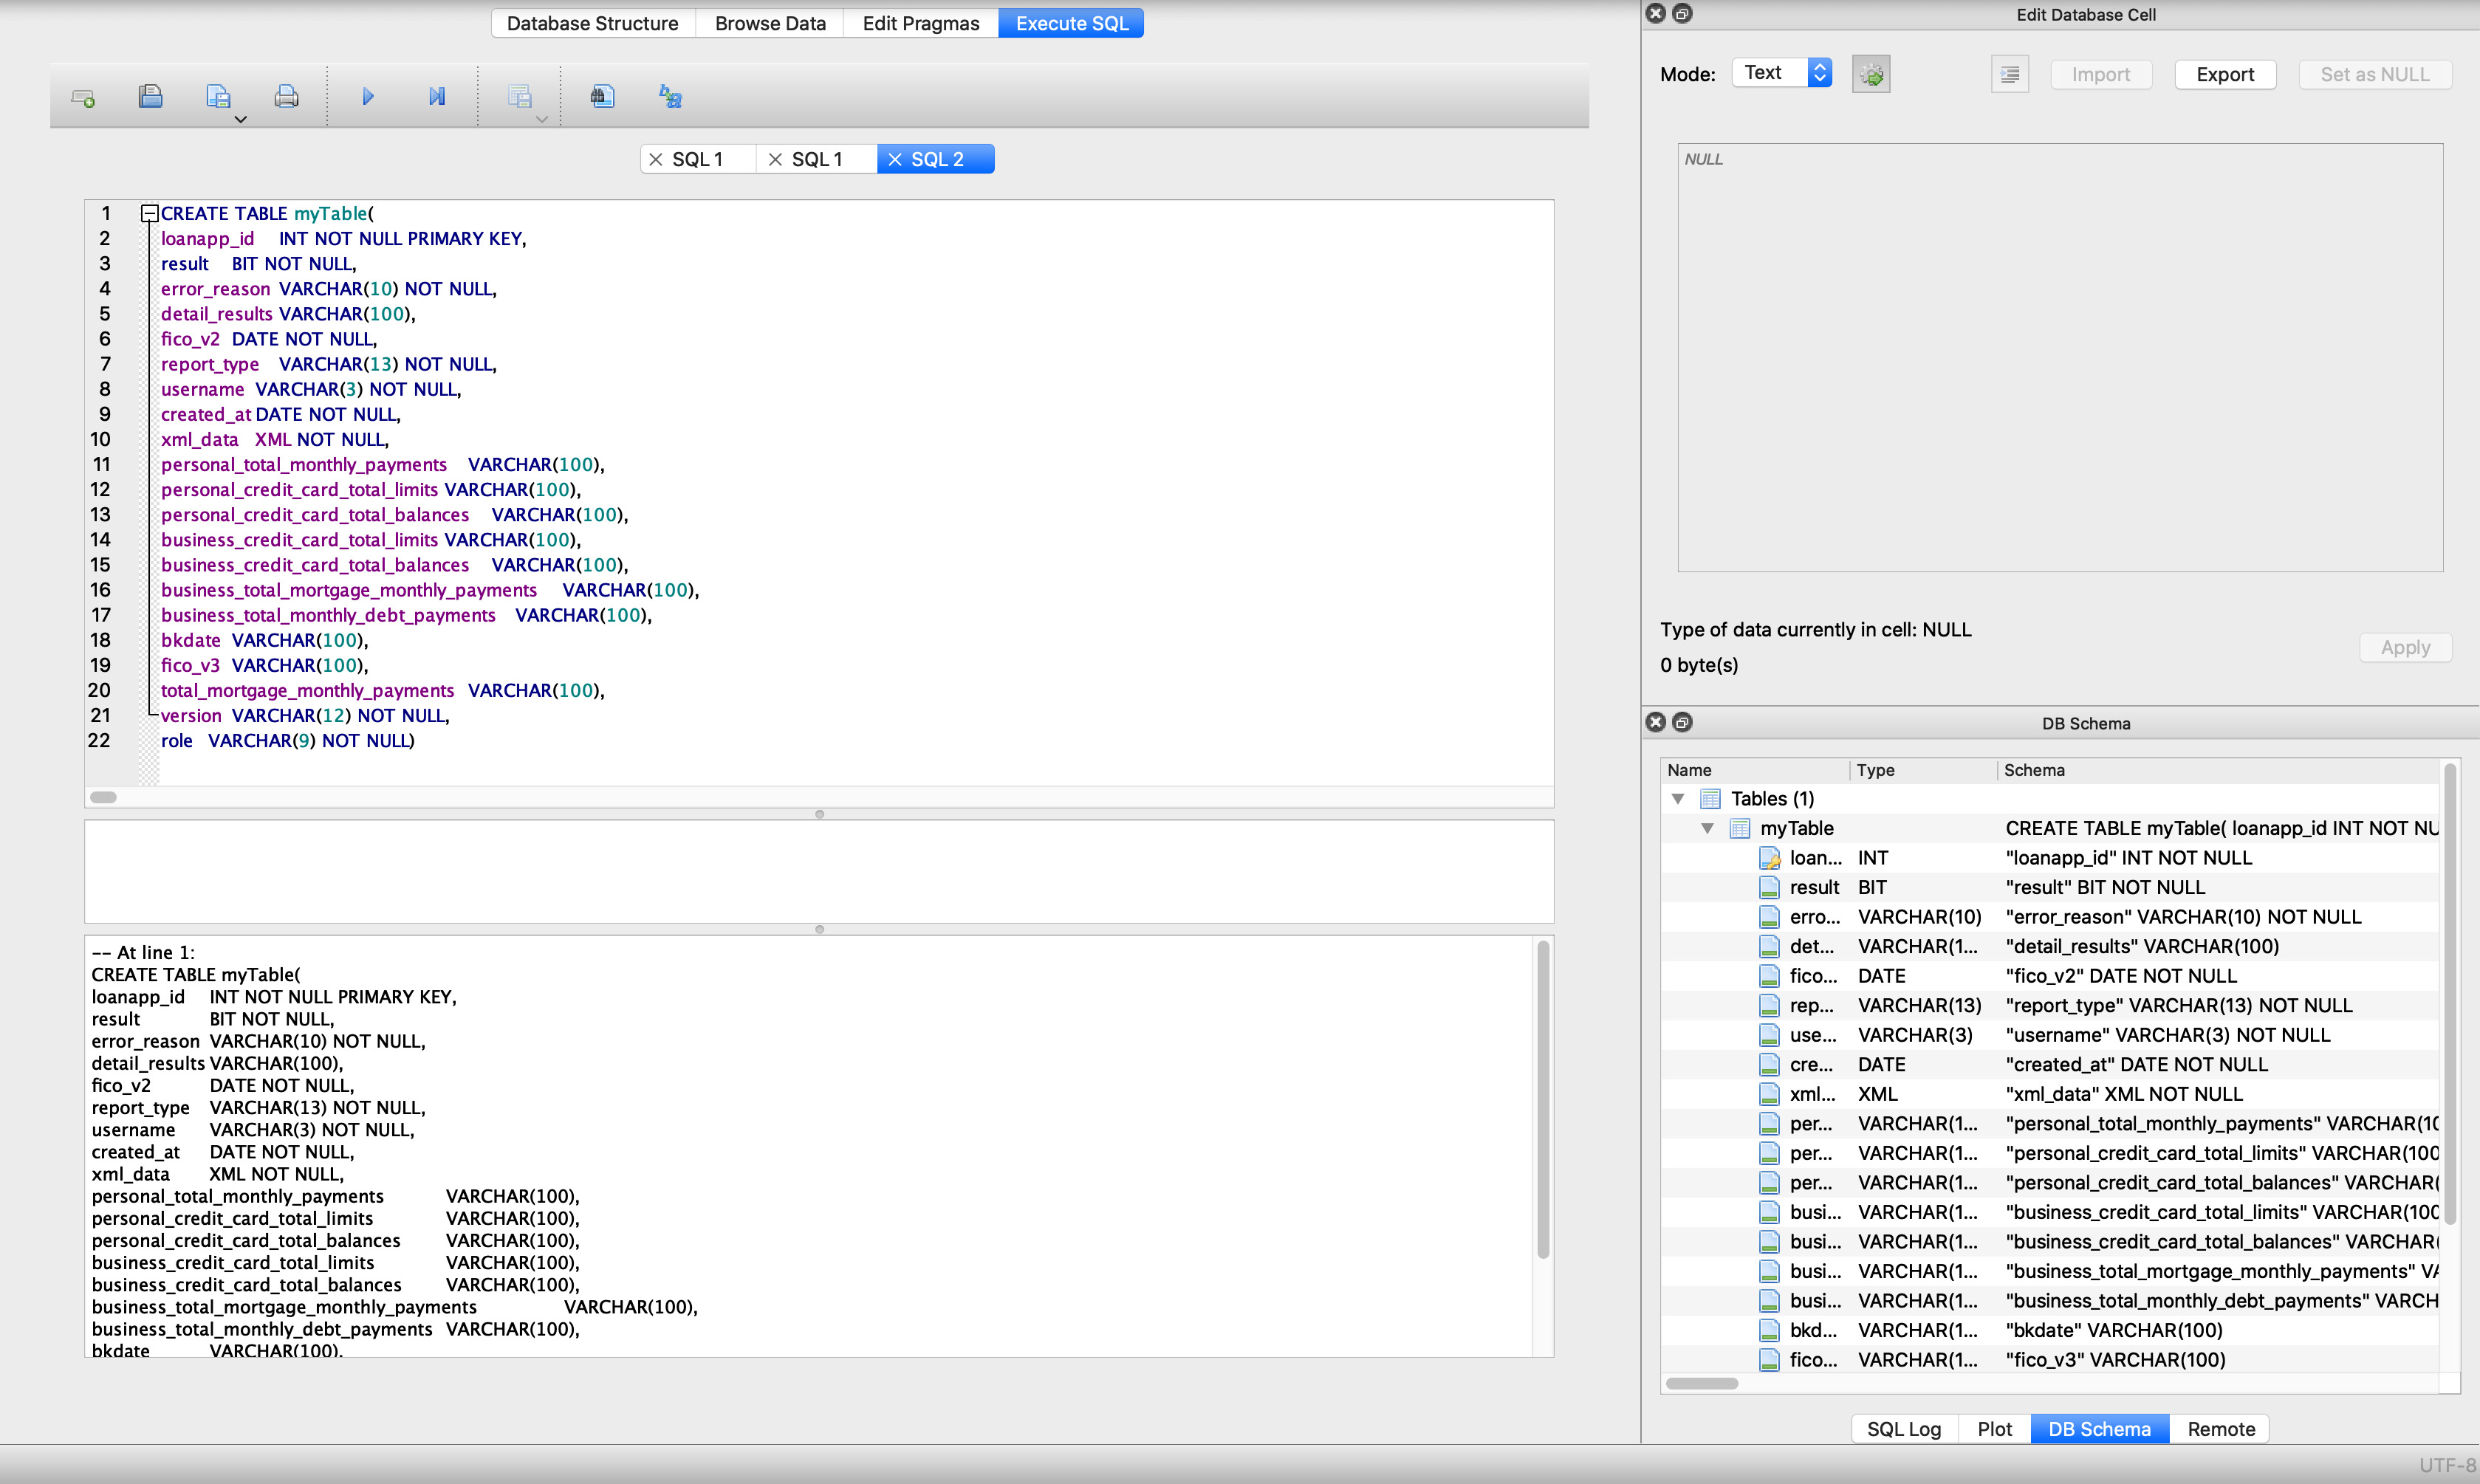 Database Structure Browse Data Edit Pragmas Execute SQL
SQL 1 SQL 1 SQL 2
1 CREATE TABLE myTable(
2 loanapp_id INT NOT NULL PRIMARY KEY,
3 result BIT NOT NULL,
4 error_reason VARCHAR(10) NOT NULL,
5 detail_results VARCHAR(100),
6 fico_v2 DATE NOT NULL,
7 report_type VARCHAR(13) NOT NULL,
8 username VARCHAR(3) NOT NULL,
9 created_at DATE NOT NULL,
10 xml_data XML NOT NULL,
11 personal_total_monthly_payments VARCHAR(100),
12 personal_credit_card_total_limits VARCHAR(100),
13 personal_credit_card_total_balances VARCHAR(100),
14 business_credit_card_total_limits VARCHAR(100),
15 business_credit_card_total_balances VARCHAR(100),
16 business_total_mortgage_monthly_payments VARCHAR(100),
17 business_total_monthly_debt_payments VARCHAR(100),
18 bkdate VARCHAR(100),
19 fico_v3 VARCHAR(100),
20 total_mortgage_monthly_payments VARCHAR(100),
21 version VARCHAR(12) NOT NULL,
22 role VARCHAR(9) NOT NULL)
-- At line 1:
CREATE TABLE myTable(
loanapp_id INT NOT NULL PRIMARY KEY,
result BIT NOT NULL,
error_reason VARCHAR(10) NOT NULL,
detail_results VARCHAR(100),
fico_v2 DATE NOT NULL,
report_type VARCHAR(13) NOT NULL,
username VARCHAR(3) NOT NULL,
created_at DATE NOT NULL,
xml_data XML NOT NULL,
personal_total_monthly_payments VARCHAR(100),
personal_credit_card_total_limits VARCHAR(100),
personal_credit_card_total_balances VARCHAR(100),
business_credit_card_total_limits VARCHAR(100),
business_credit_card_total_balances VARCHAR(100),
business_total_mortgage_monthly_payments VARCHAR(100),
business_total_monthly_debt_payments VARCHAR(100),
bkdate VARCHAR(100),
Edit Database Cell
Mode: Text Import Export Set as NULL
NULL
Type of data currently in cell: NULL
0 byte(s)
Apply
DB Schema
Name Type Schema
Tables (1)
myTable CREATE TABLE myTable( loanapp_id INT NOT NU
loan... INT "loanapp_id" INT NOT NULL
result BIT "result" BIT NOT NULL
erro... VARCHAR(10) "error_reason" VARCHAR(10) NOT NULL
det... VARCHAR(1... "detail_results" VARCHAR(100)
fico... DATE "fico_v2" DATE NOT NULL
rep... VARCHAR(13) "report_type" VARCHAR(13) NOT NULL
use... VARCHAR(3) "username" VARCHAR(3) NOT NULL
cre... DATE "created_at" DATE NOT NULL
xml... XML "xml_data" XML NOT NULL
per... VARCHAR(1... "personal_total_monthly_payments" VARCHAR(10
per... VARCHAR(1... "personal_credit_card_total_limits" VARCHAR(100
per... VARCHAR(1... "personal_credit_card_total_balances" VARCHAR(
busi... VARCHAR(1... "business_credit_card_total_limits" VARCHAR(100
busi... VARCHAR(1... "business_credit_card_total_balances" VARCHAR(
busi... VARCHAR(1... "business_total_mortgage_monthly_payments" VA
busi... VARCHAR(1... "business_total_monthly_debt_payments" VARCH
bkd... VARCHAR(1... "bkdate" VARCHAR(100)
fico... VARCHAR(1... "fico_v3" VARCHAR(100)
SQL Log Plot DB Schema Remote
UTF-8